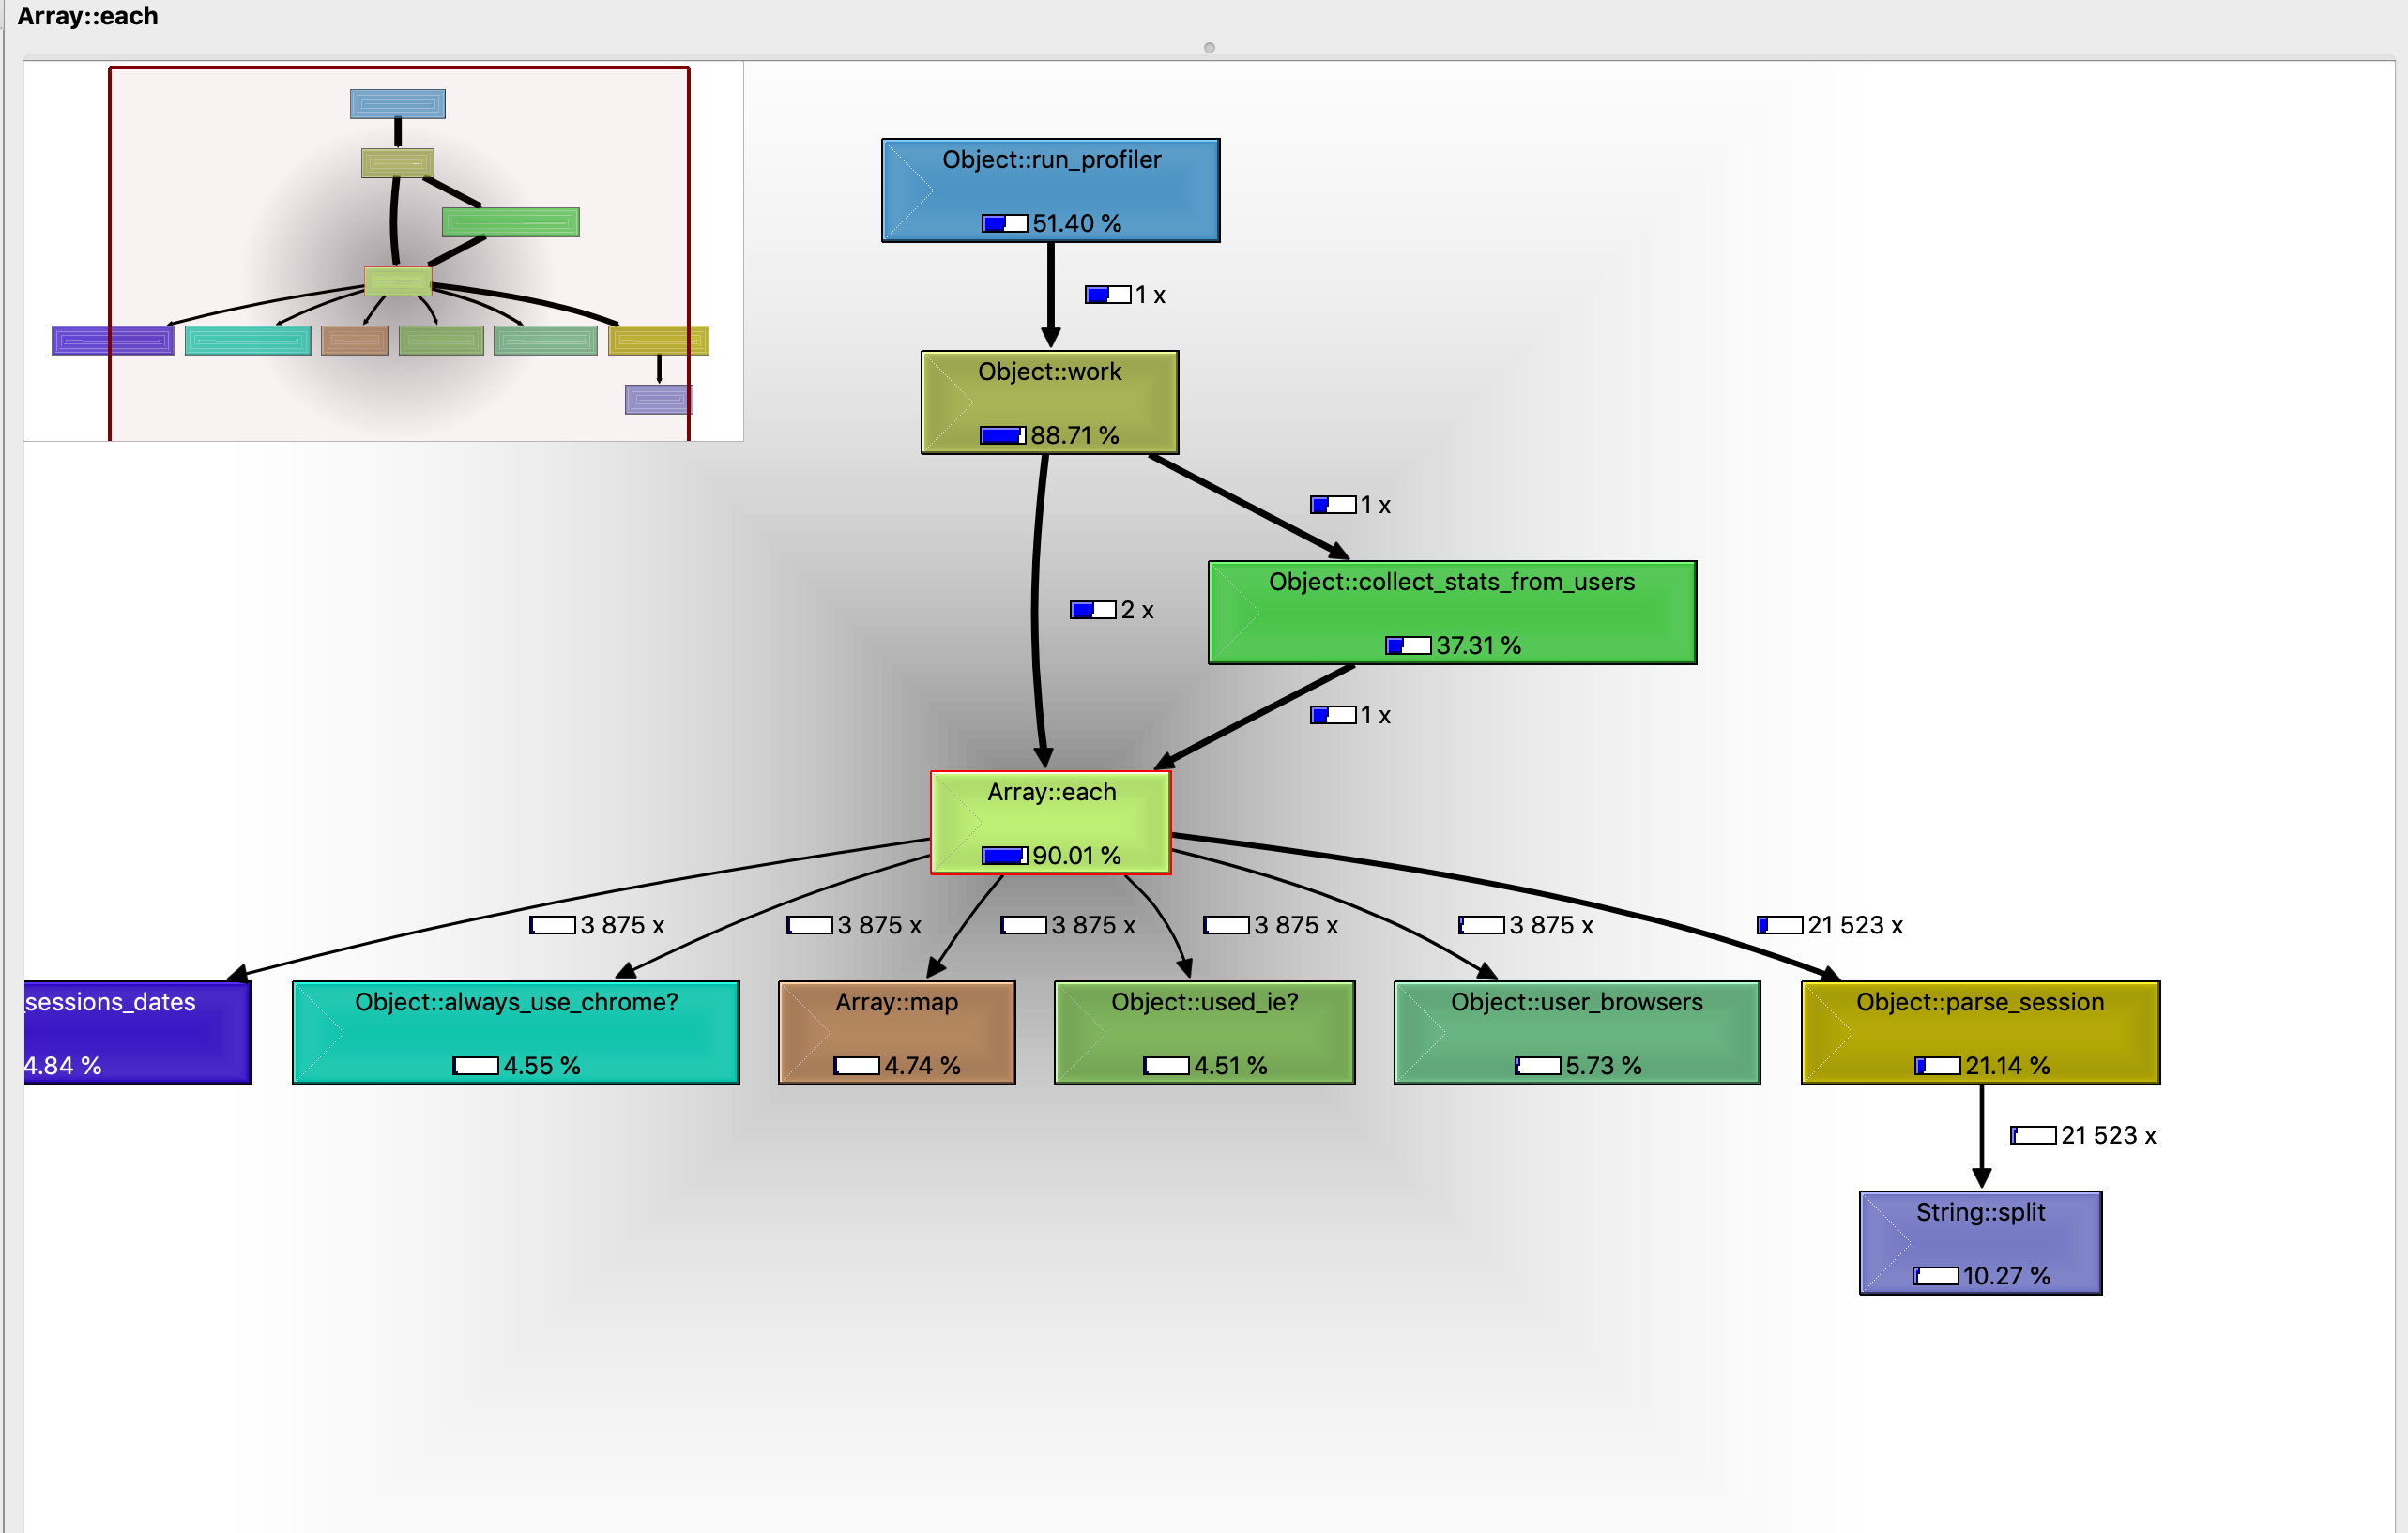 Array::each
Object::run_profiler
51.40 %
1 x
Object::work
88.71 %
1 x
2 x
Object::collect_stats_from_users
37.31 %
1 x
Array::each
90.01 %
3 875 x
3 875 x
3 875 x
3 875 x
3 875 x
21 523 x
sessions_dates
4.84 %
Object::always_use_chrome?
4.55 %
Array::map
4.74 %
Object::used_ie?
4.51 %
Object::user_browsers
5.73 %
Object::parse_session
21.14 %
21 523 x
String::split
10.27 %